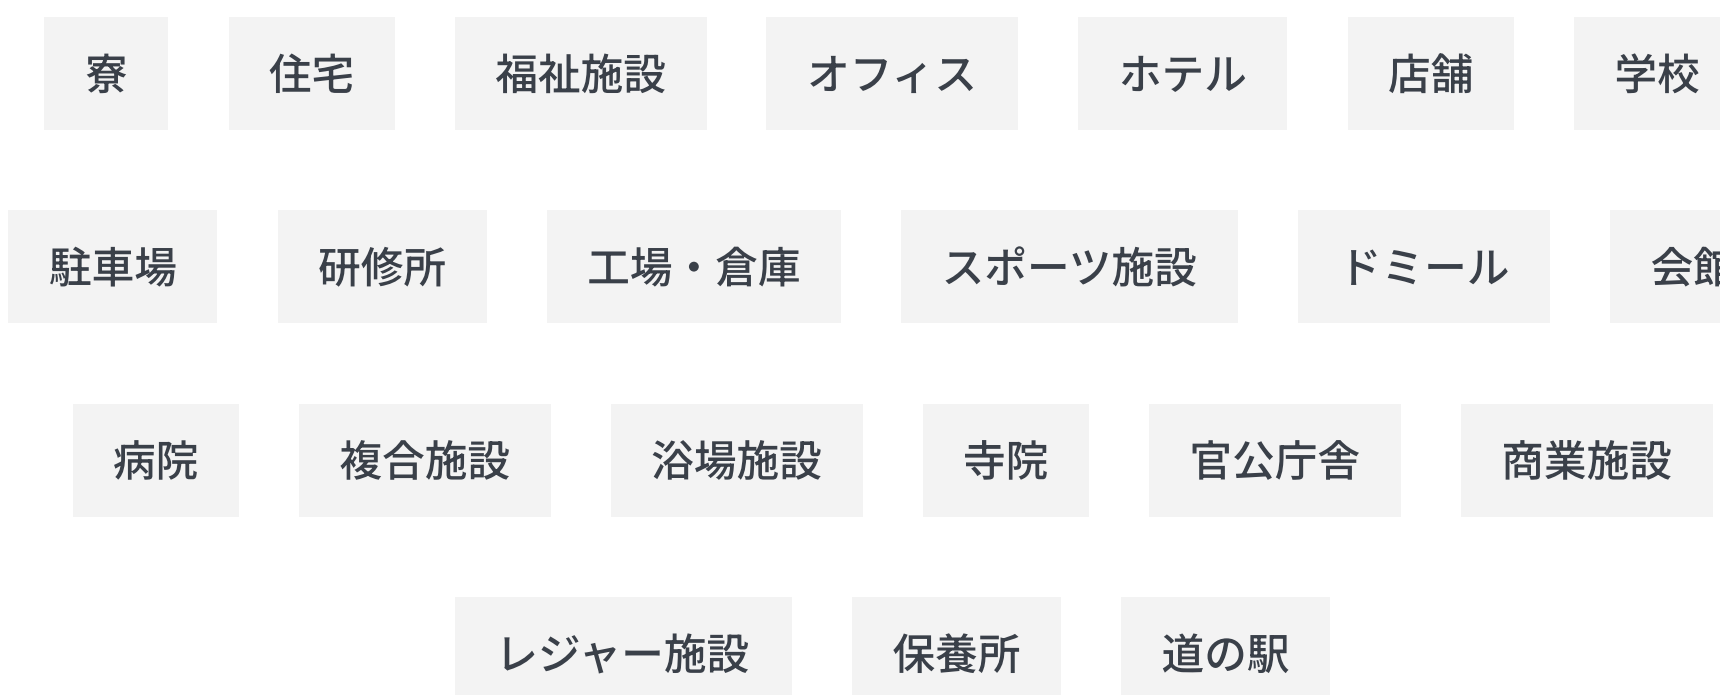 寮 住宅 福祉施設 オフィス ホテル 店舗 学校
駐車場 研修所 工場・倉庫 スポーツ施設 ドミール 会館
病院 複合施設 浴場施設 寺院 官公庁舎 商業施設
レジャー施設 保養所 道の駅